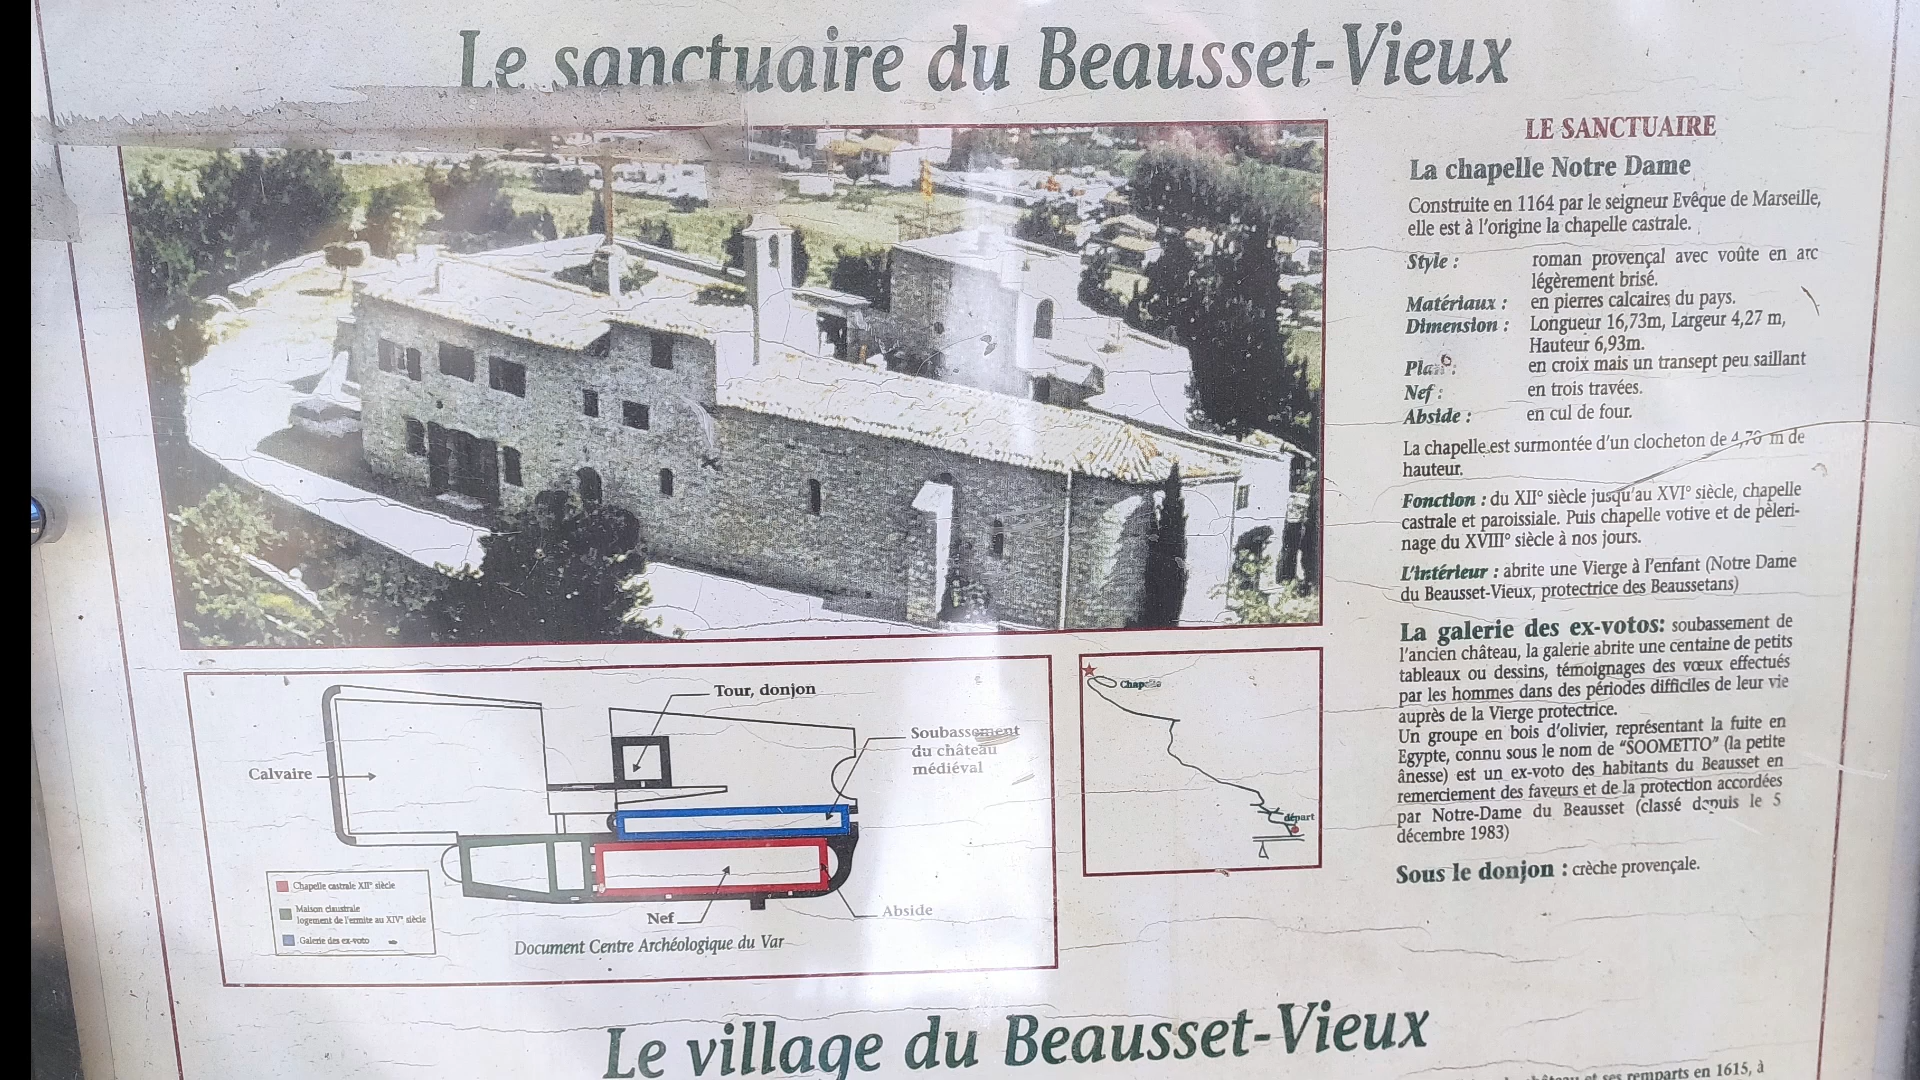 Le sanctuaire du Beausset-Vieux
LE SANCTUAIRE
La chapelle Notre Dame
Construite en 1164 par le seigneur Evêque de Marseille,
elle est à l'origine la chapelle castrale.
Style : roman provençal avec voûte en arc
légèrement brisé.
Matériaux : en pierres calcaires du pays.
Dimension : Longueur 16,73m, Largeur 4,27 m,
Hauteur 6,93m.
Plan : en croix mais un transept peu saillant
Nef : en trois travées.
Abside : en cul de four.
La chapelle est surmontée d'un clocheton de 4,70 m de
hauteur.
Fonction : du XII° siècle jusqu'au XVI° siècle, chapelle
castrale et paroissiale. Puis chapelle votive et de pèleri-
nage du XVIII° siècle à nos jours.
L'intérieur : abrite une Vierge à l'enfant (Notre Dame
du Beausset-Vieux, protectrice des Beaussetans)
La galerie des ex-votos: soubassement de
l'ancien château, la galerie abrite une centaine de petits
tableaux ou dessins, témoignages des vœux effectués
par les hommes dans des périodes difficiles de leur vie
auprès de la Vierge protectrice.
Un groupe en bois d'olivier, représentant la fuite en
Egypte, connu sous le nom de "SOOMETTO" (la petite
ânesse) est un ex-voto des habitants du Beausset en
remerciement des faveurs et de la protection accordées
par Notre-Dame du Beausset (classé depuis le 5
décembre 1983)
Sous le donjon : crèche provençale.
Tour, donjon
Soubassement
du château
médiéval
Calvaire
Nef
Abside
Chapelle castrale XII° siècle
Maison claustrale
logement de l'ermite au XIV° siècle
Galerie des ex-voto
Document Centre Archéologique du Var
Chapelle
départ
Le village du Beausset-Vieux
et ses remparts en 1615, à